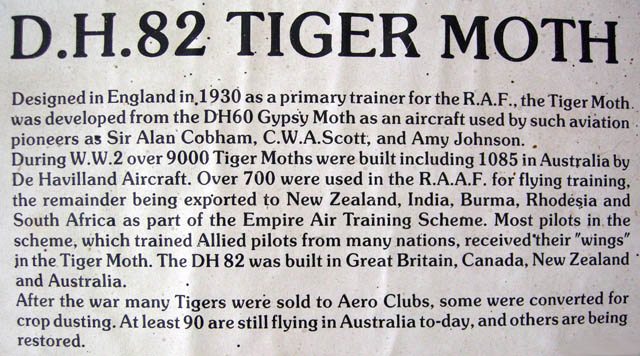 D.H.82 TIGER MOTH
Designed in England in 1930 as a primary trainer for the R.A.F., the Tiger Moth
was developed from the DH60 Gypsy Moth as an aircraft used by such aviation
pioneers as Sir Alan Cobham, C.W.A.Scott, and Amy Johnson.
During W.W.2 over 9000 Tiger Moths were built including 1085 in Australia by
De Havilland Aircraft. Over 700 were used in the R.A.A.F. for flying training,
the remainder being exported to New Zealand, India, Burma, Rhodesia and
South Africa as part of the Empire Air Training Scheme. Most pilots in the
scheme, which trained Allied pilots from many nations, received their "wings"
in the Tiger Moth. The DH 82 was built in Great Britain, Canada, New Zealand
and Australia.
After the war many Tigers were sold to Aero Clubs, some were converted for
crop dusting. At least 90 are still flying in Australia to-day, and others are being
restored.